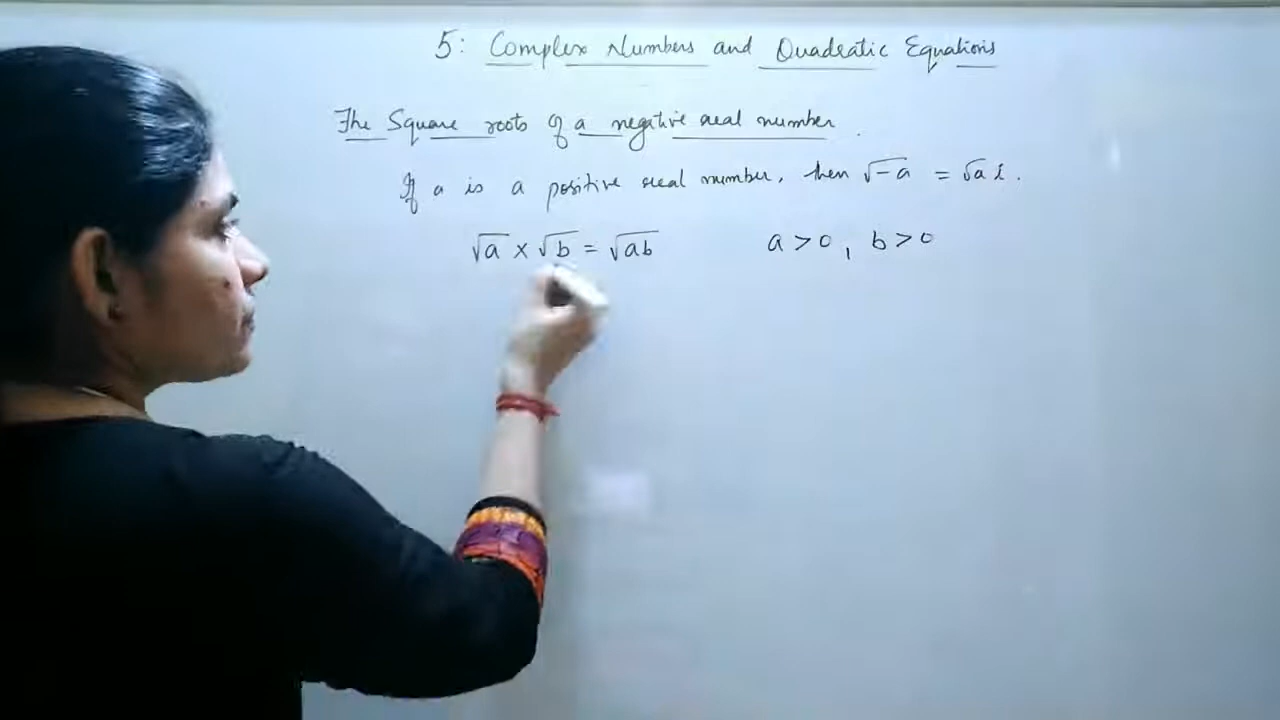 5: Complex Numbers and Quadratic Equations
The Square roots of a negative real number.
If a is a positive real number, then √-a = √a i.
√a × √b = √ab a > 0, b > 0